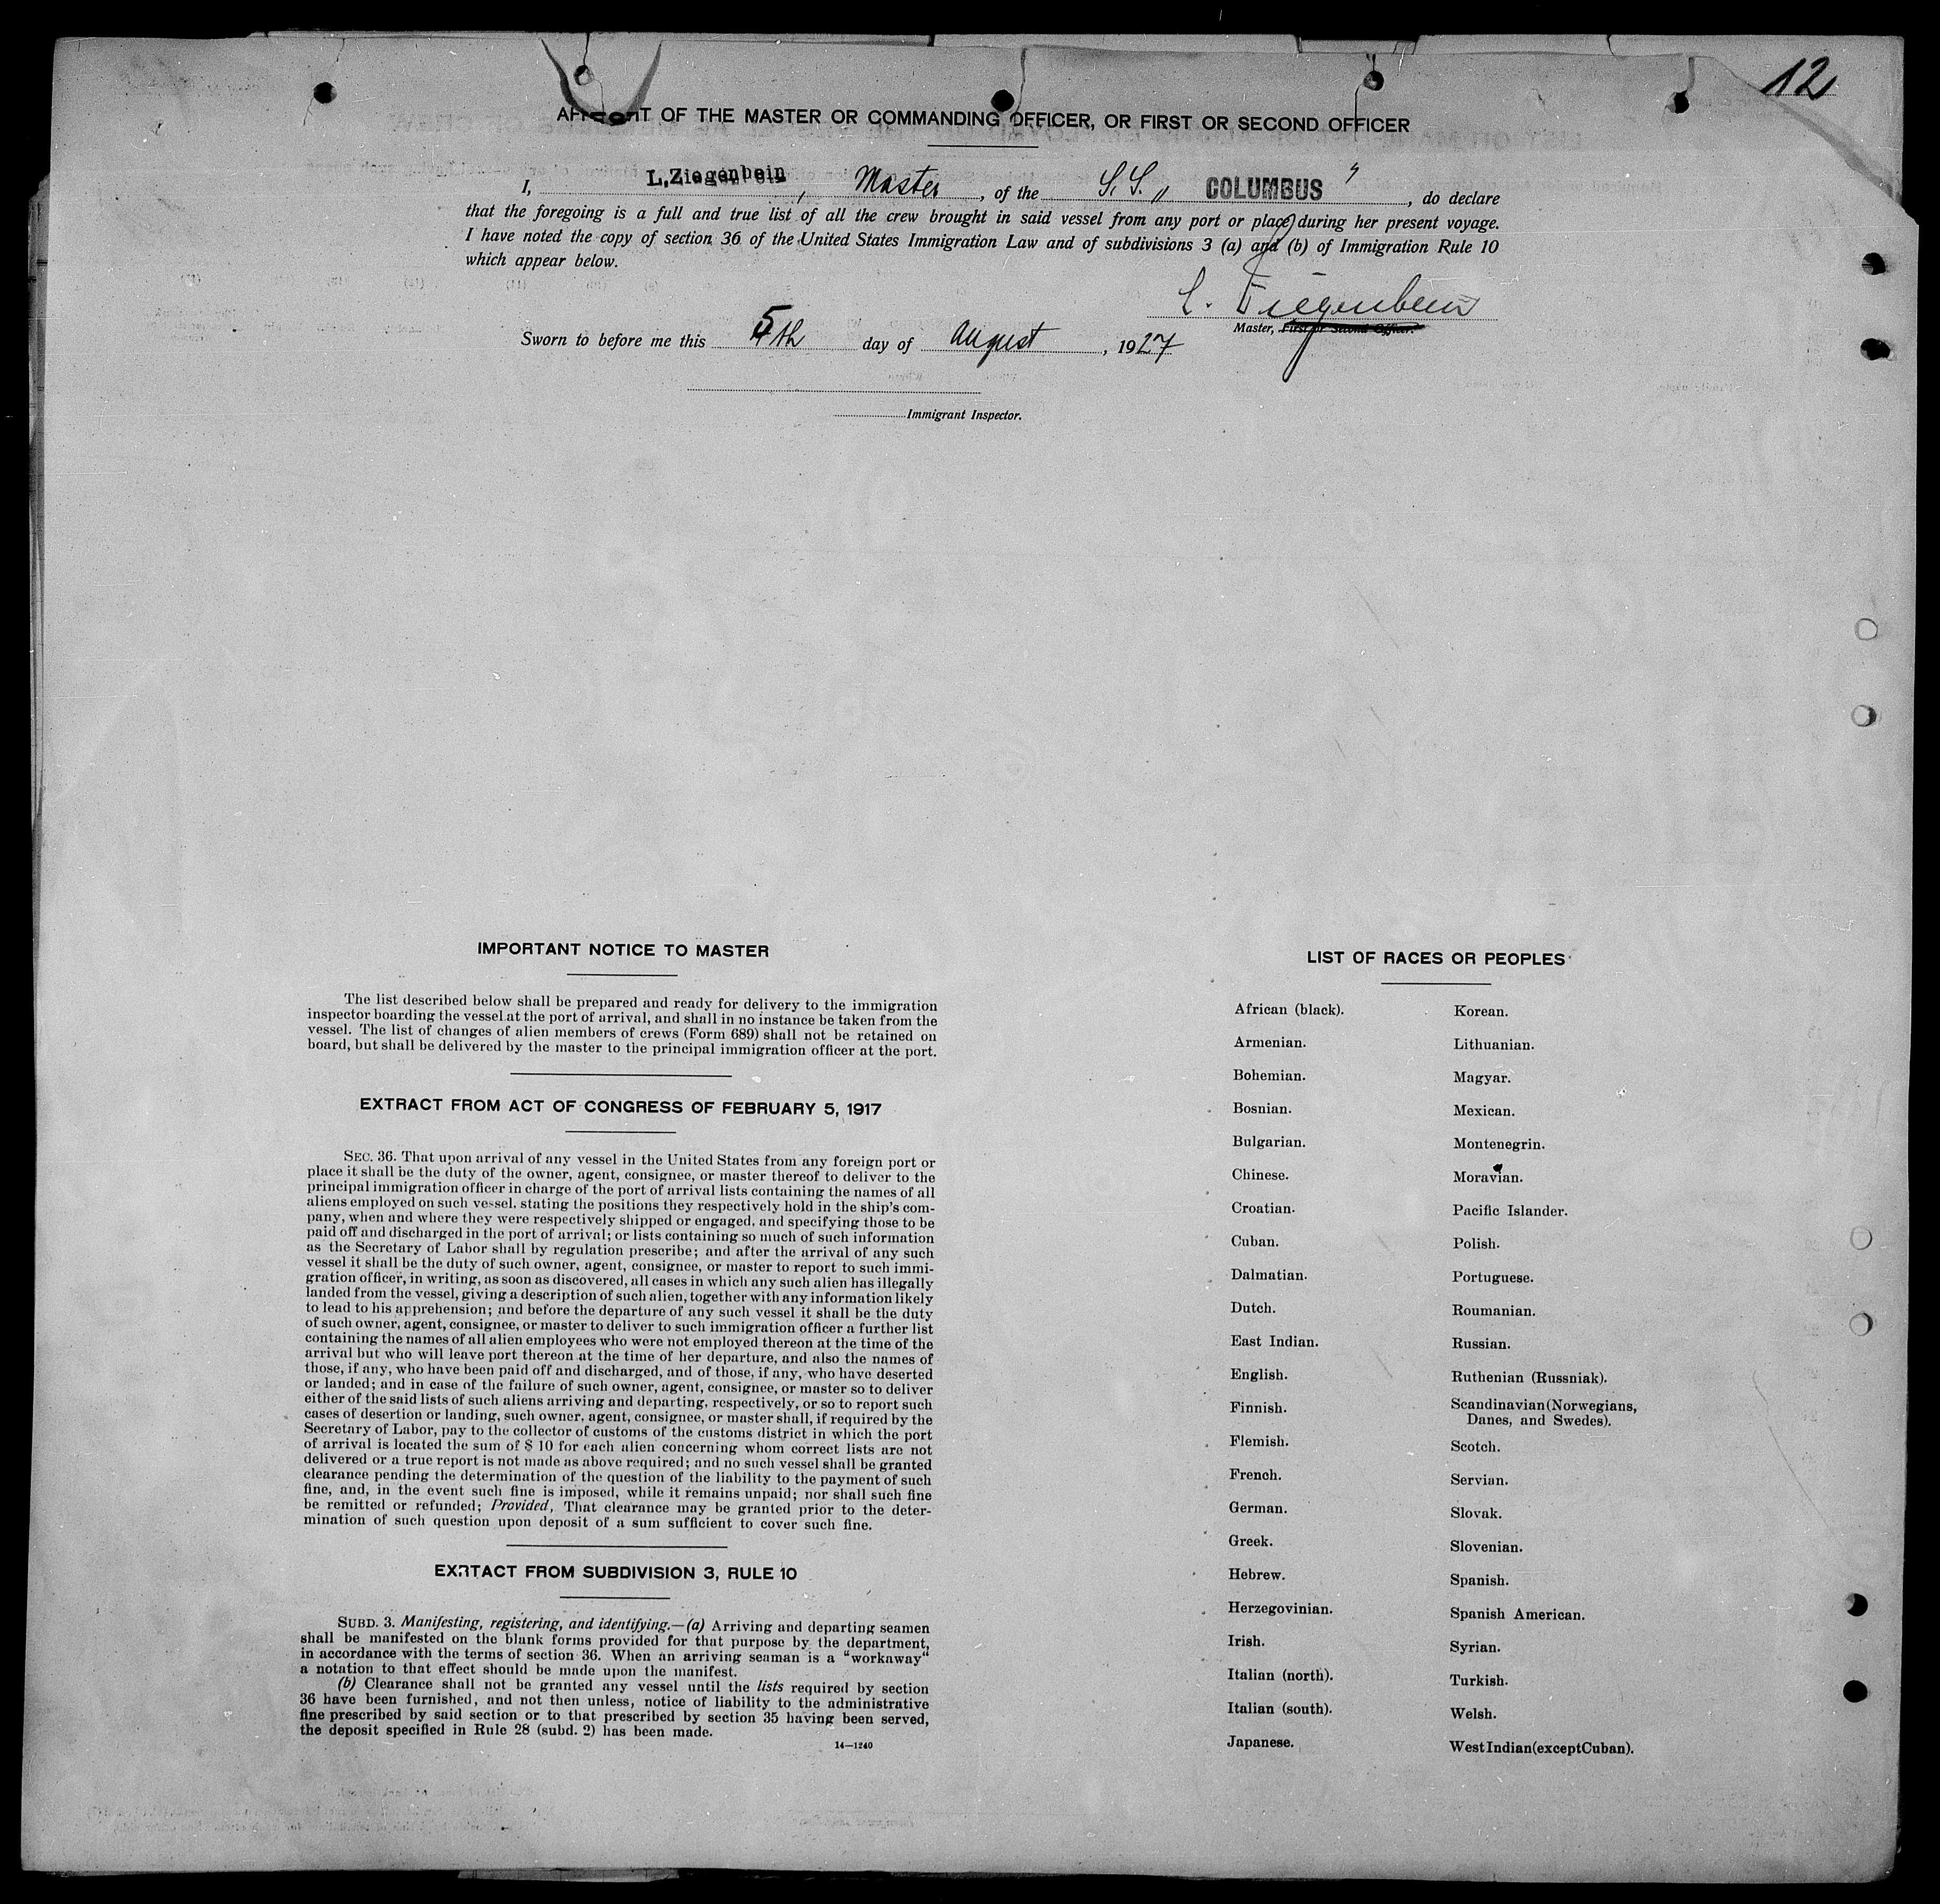 12
AFFIDAVIT OF THE MASTER OR COMMANDING OFFICER, OR FIRST OR SECOND OFFICER
I, L. Ziegenbein, Master, of the S.S. „ COLUMBUS “, do declare
that the foregoing is a full and true list of all the crew brought in said vessel from any port or place during her present voyage.
I have noted the copy of section 36 of the United States Immigration Law and of subdivisions 3 (a) and (b) of Immigration Rule 10
which appear below.
L. Ziegenbein
Master, First or Second Officer.
Sworn to before me this 5th day of August, 1927
Immigrant Inspector.
IMPORTANT NOTICE TO MASTER
The list described below shall be prepared and ready for delivery to the immigration
inspector boarding the vessel at the port of arrival, and shall in no instance be taken from the
vessel. The list of changes of alien members of crews (Form 689) shall not be retained on
board, but shall be delivered by the master to the principal immigration officer at the port.
EXTRACT FROM ACT OF CONGRESS OF FEBRUARY 5, 1917
SEC. 36. That upon arrival of any vessel in the United States from any foreign port or
place it shall be the duty of the owner, agent, consignee, or master thereof to deliver to the
principal immigration officer in charge of the port of arrival lists containing the names of all
aliens employed on such vessel, stating the positions they respectively hold in the ship's com-
pany, when and where they were respectively shipped or engaged, and specifying those to be
paid off and discharged in the port of arrival; or lists containing so much of such information
as the Secretary of Labor shall by regulation prescribe; and after the arrival of any such
vessel it shall be the duty of such owner, agent, consignee, or master to report to such immi-
gration officer, in writing, as soon as discovered, all cases in which any such alien has illegally
landed from the vessel, giving a description of such alien, together with any information likely
to lead to his apprehension; and before the departure of any such vessel it shall be the duty
of such owner, agent, consignee, or master to deliver to such immigration officer a further list
containing the names of all alien employees who were not employed thereon at the time of the
arrival but who will leave port thereon at the time of her departure, and also the names of
those, if any, who have been paid off and discharged, and of those, if any, who have deserted
or landed; and in case of the failure of such owner, agent, consignee, or master so to deliver
either of the said lists of such aliens arriving and departing, respectively, or so to report such
cases of desertion or landing, such owner, agent, consignee, or master shall, if required by the
Secretary of Labor, pay to the collector of customs of the customs district in which the port
of arrival is located the sum of $ 10 for each alien concerning whom correct lists are not
delivered or a true report is not made as above required; and no such vessel shall be granted
clearance pending the determination of the question of the liability to the payment of such
fine, and, in the event such fine is imposed, while it remains unpaid; nor shall such fine
be remitted or refunded; Provided, That clearance may be granted prior to the deter-
mination of such question upon deposit of a sum sufficient to cover such fine.
EXRTACT FROM SUBDIVISION 3, RULE 10
SUBD. 3. Manifesting, registering, and identifying.—(a) Arriving and departing seamen
shall be manifested on the blank forms provided for that purpose by the department,
in accordance with the terms of section 36. When an arriving seaman is a “workaway“
a notation to that effect should be made upon the manifest.
(b) Clearance shall not be granted any vessel until the lists required by section
36 have been furnished, and not then unless, notice of liability to the administrative
fine prescribed by said section or to that prescribed by section 35 having been served,
the deposit specified in Rule 28 (subd. 2) has been made.
14—1240
LIST OF RACES OR PEOPLES
African (black).
Armenian.
Bohemian.
Bosnian.
Bulgarian.
Chinese.
Croatian.
Cuban.
Dalmatian.
Dutch.
East Indian.
English.
Finnish.
Flemish.
French.
German.
Greek.
Hebrew.
Herzegovinian.
Irish.
Italian (north).
Italian (south).
Japanese.
Korean.
Lithuanian.
Magyar.
Mexican.
Montenegrin.
Moravian.
Pacific Islander.
Polish.
Portuguese.
Roumanian.
Russian.
Ruthenian (Russniak).
Scandinavian (Norwegians,
Danes, and Swedes).
Scotch.
Servian.
Slovak.
Slovenian.
Spanish.
Spanish American.
Syrian.
Turkish.
Welsh.
West Indian (except Cuban).